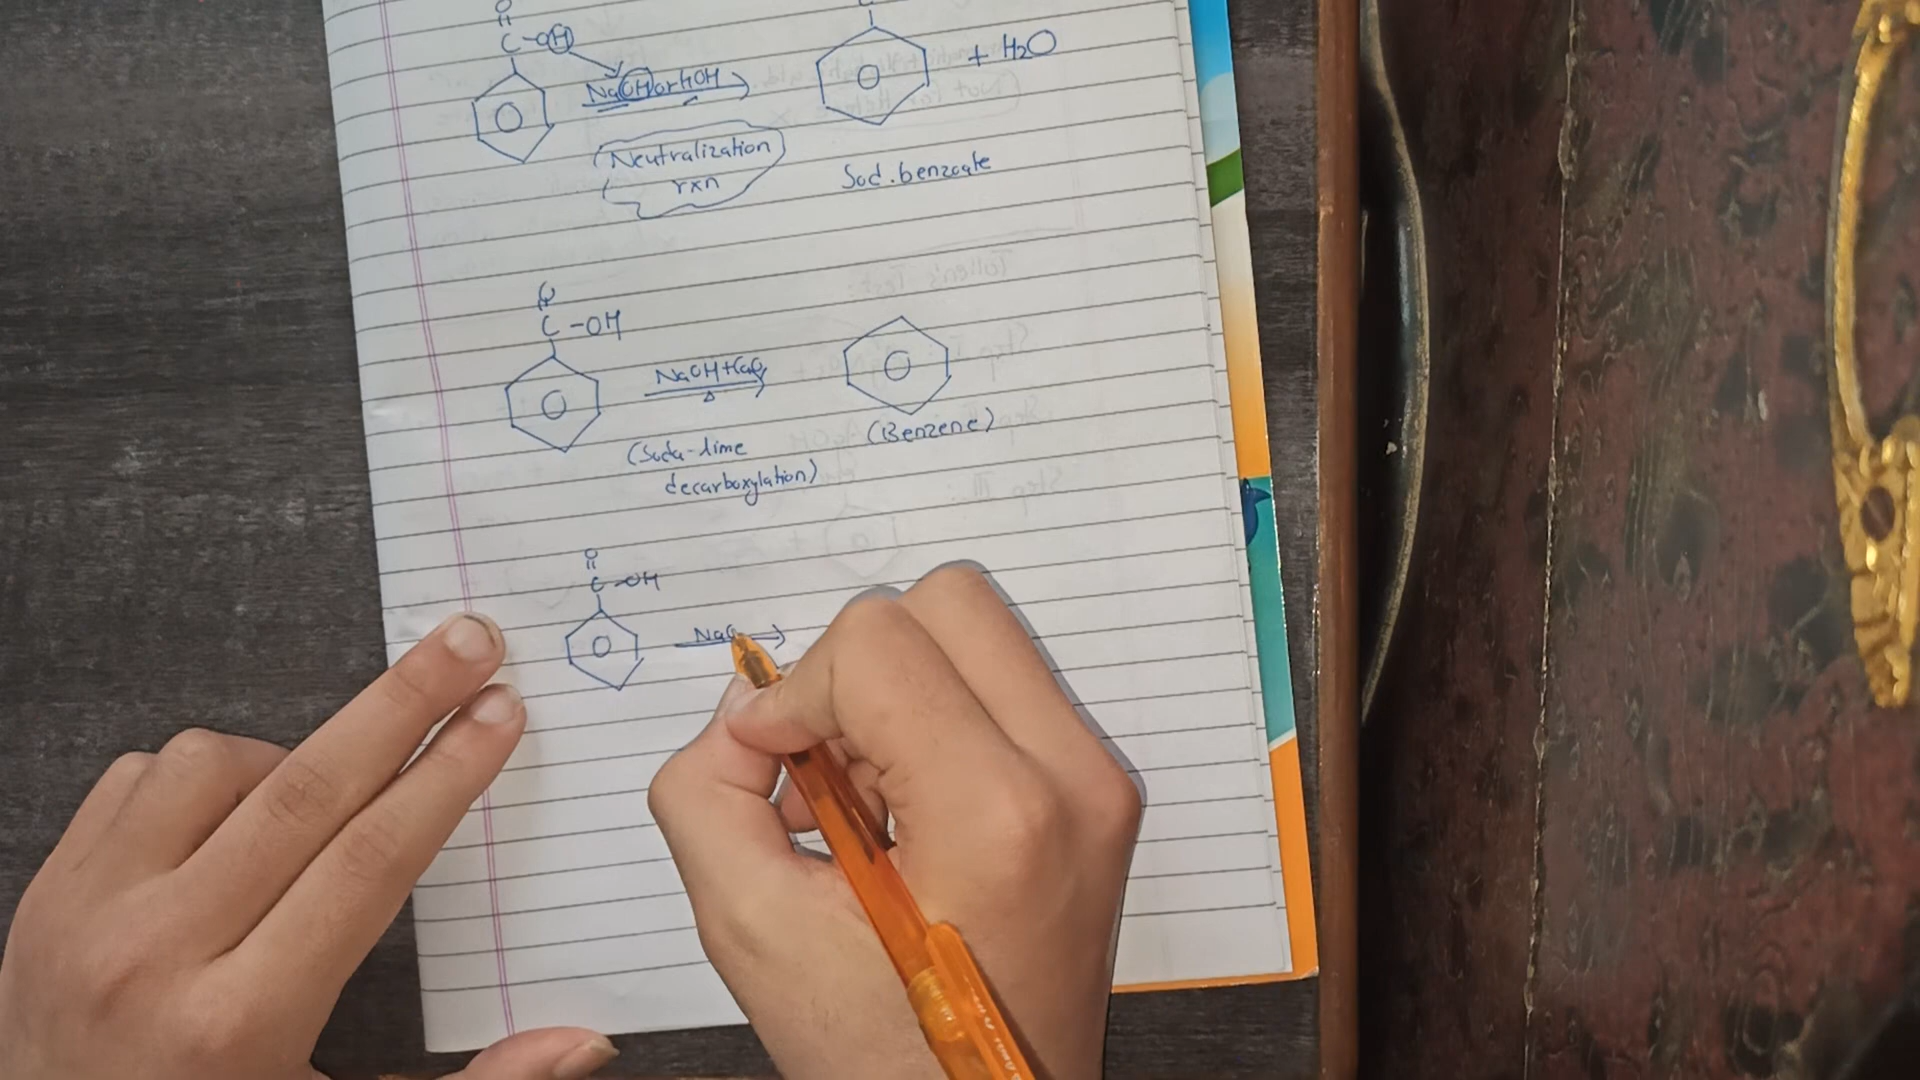 O
C-OH
NaOH or KOH
+ H2O
Neutralization
rxn
Sod. benzoate
O
C-OH
NaOH+CaO
Δ
(Soda-lime
decarboxylation)
(Benzene)
O
C-OH
Na